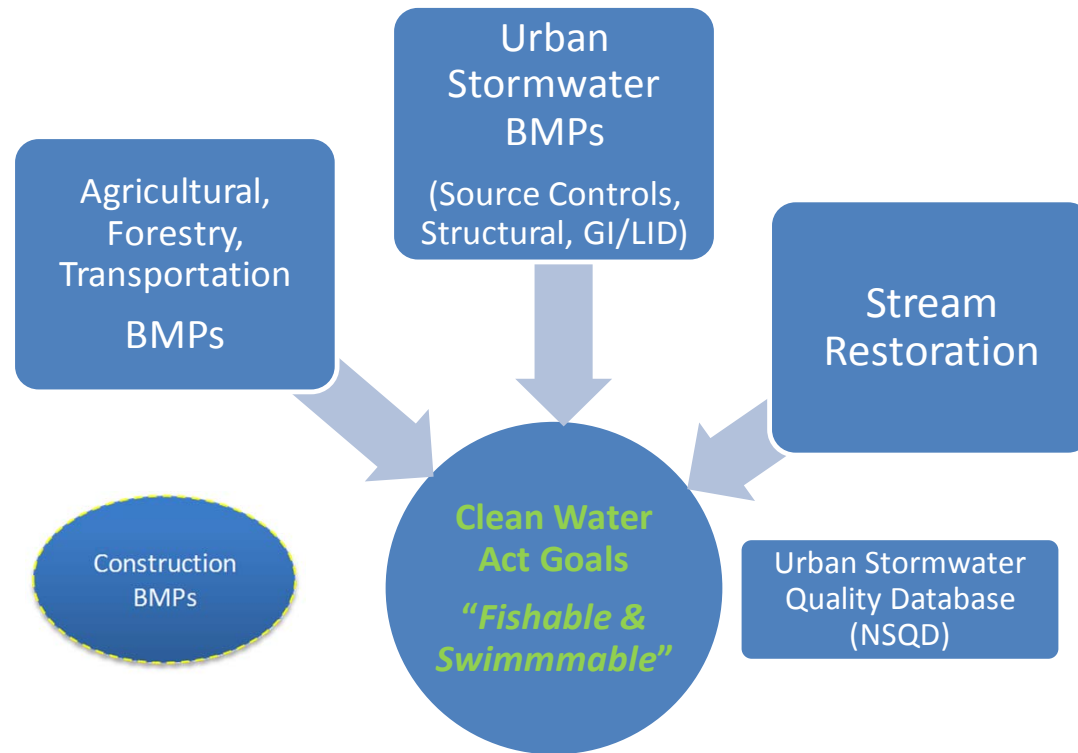 Urban
Stormwater
BMPs
(Source Controls,
Structural, GI/LID)
Agricultural,
Forestry,
Transportation
BMPs
Stream
Restoration
Clean Water
Act Goals
“Fishable &
Swimmmable”
Construction
BMPs
Urban Stormwater
Quality Database
(NSQD)